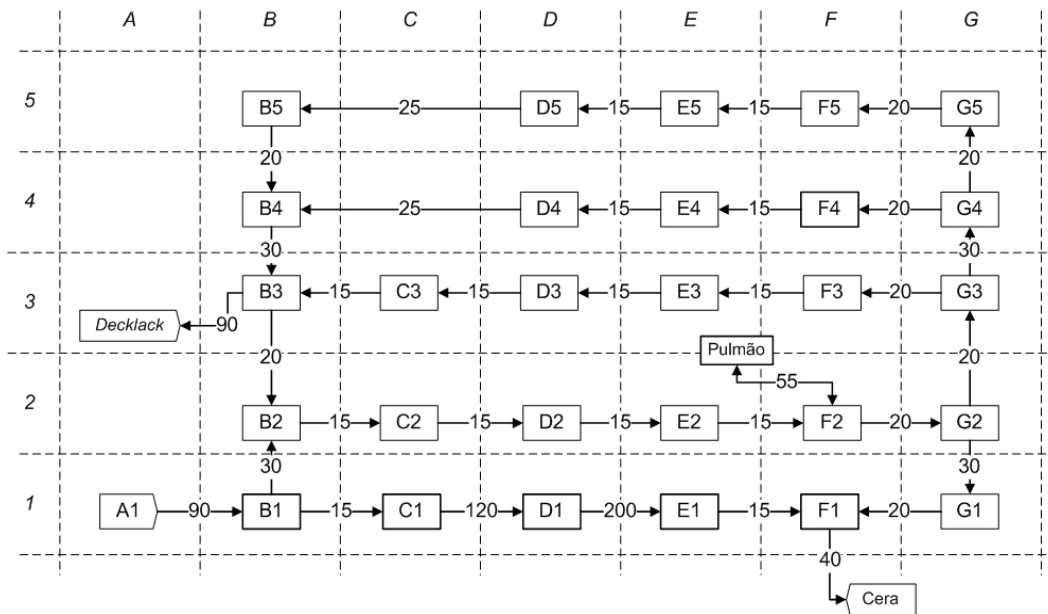 A B C D E F G
5 B5 25 D5 15 E5 15 F5 20 G5
20 20
4 B4 25 D4 15 E4 15 F4 20 G4
30 30
3 B3 15 C3 15 D3 15 E3 15 F3 20 G3
Decklack 90
20 Pulmão 20
55
2 B2 15 C2 15 D2 15 E2 15 F2 20 G2
30 30
1 A1 90 B1 15 C1 120 D1 200 E1 15 F1 20 G1
40
Cera